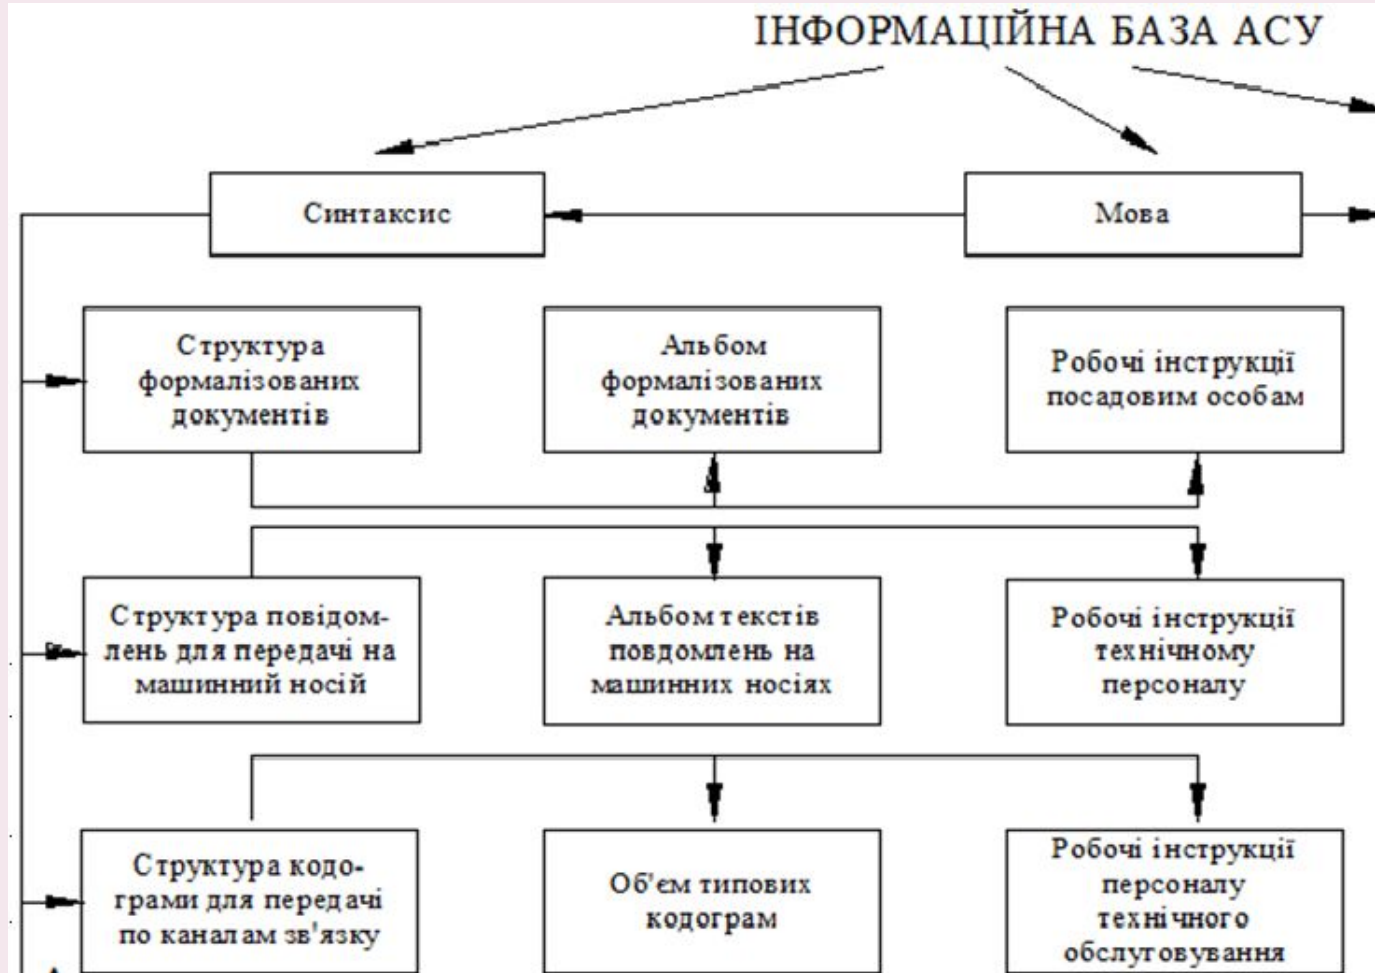 ІНФОРМАЦІЙНА БАЗА АСУ
Синтаксис
Мова
Структура
формалізованих
документів
Альбом
формалізованих
документів
Робочі інструкції
посадовим особам
Структура повідом-
лень для передачі на
машинний носій
Альбом текстів
повдомлень на
машинних носіях
Робочі інструкції
технічному
персоналу
Структура кодо-
грами для передачі
по каналам зв'язку
Об'єм типових
кодограм
Робочі інструкції
персоналу
технічного
обслуговування